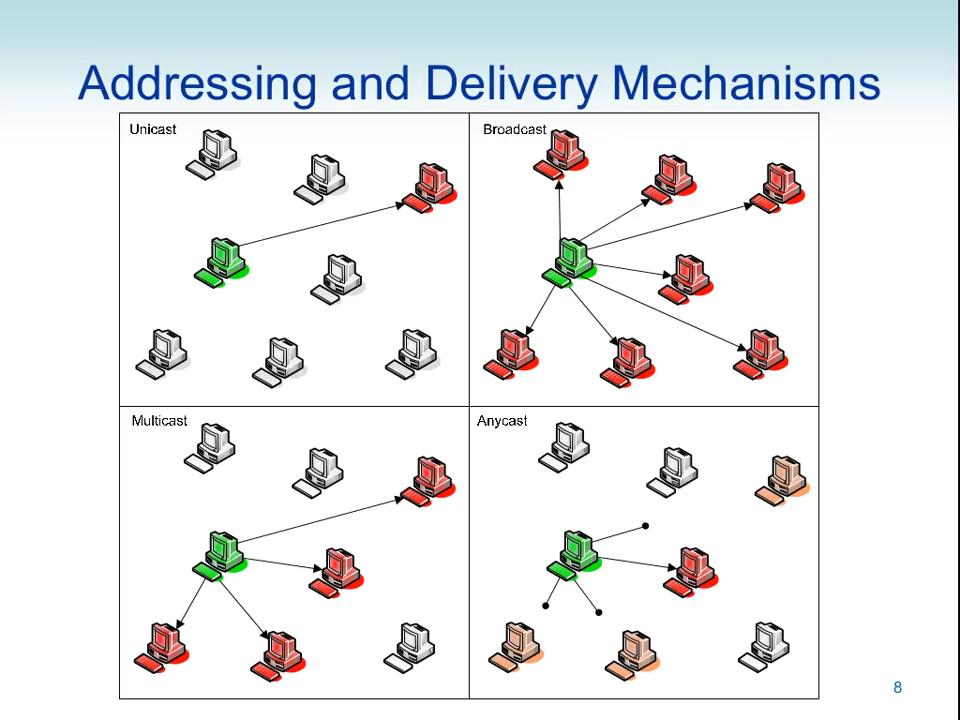 Addressing and Delivery Mechanisms
Unicast
Broadcast
Multicast
Anycast
8